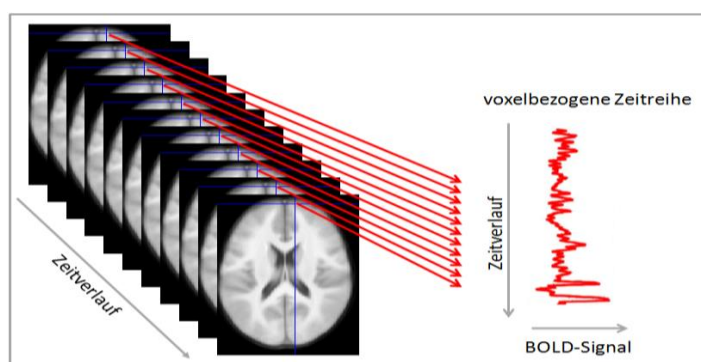 voxelbezogene Zeitreihe
Zeitverlauf
Zeitverlauf
BOLD-Signal